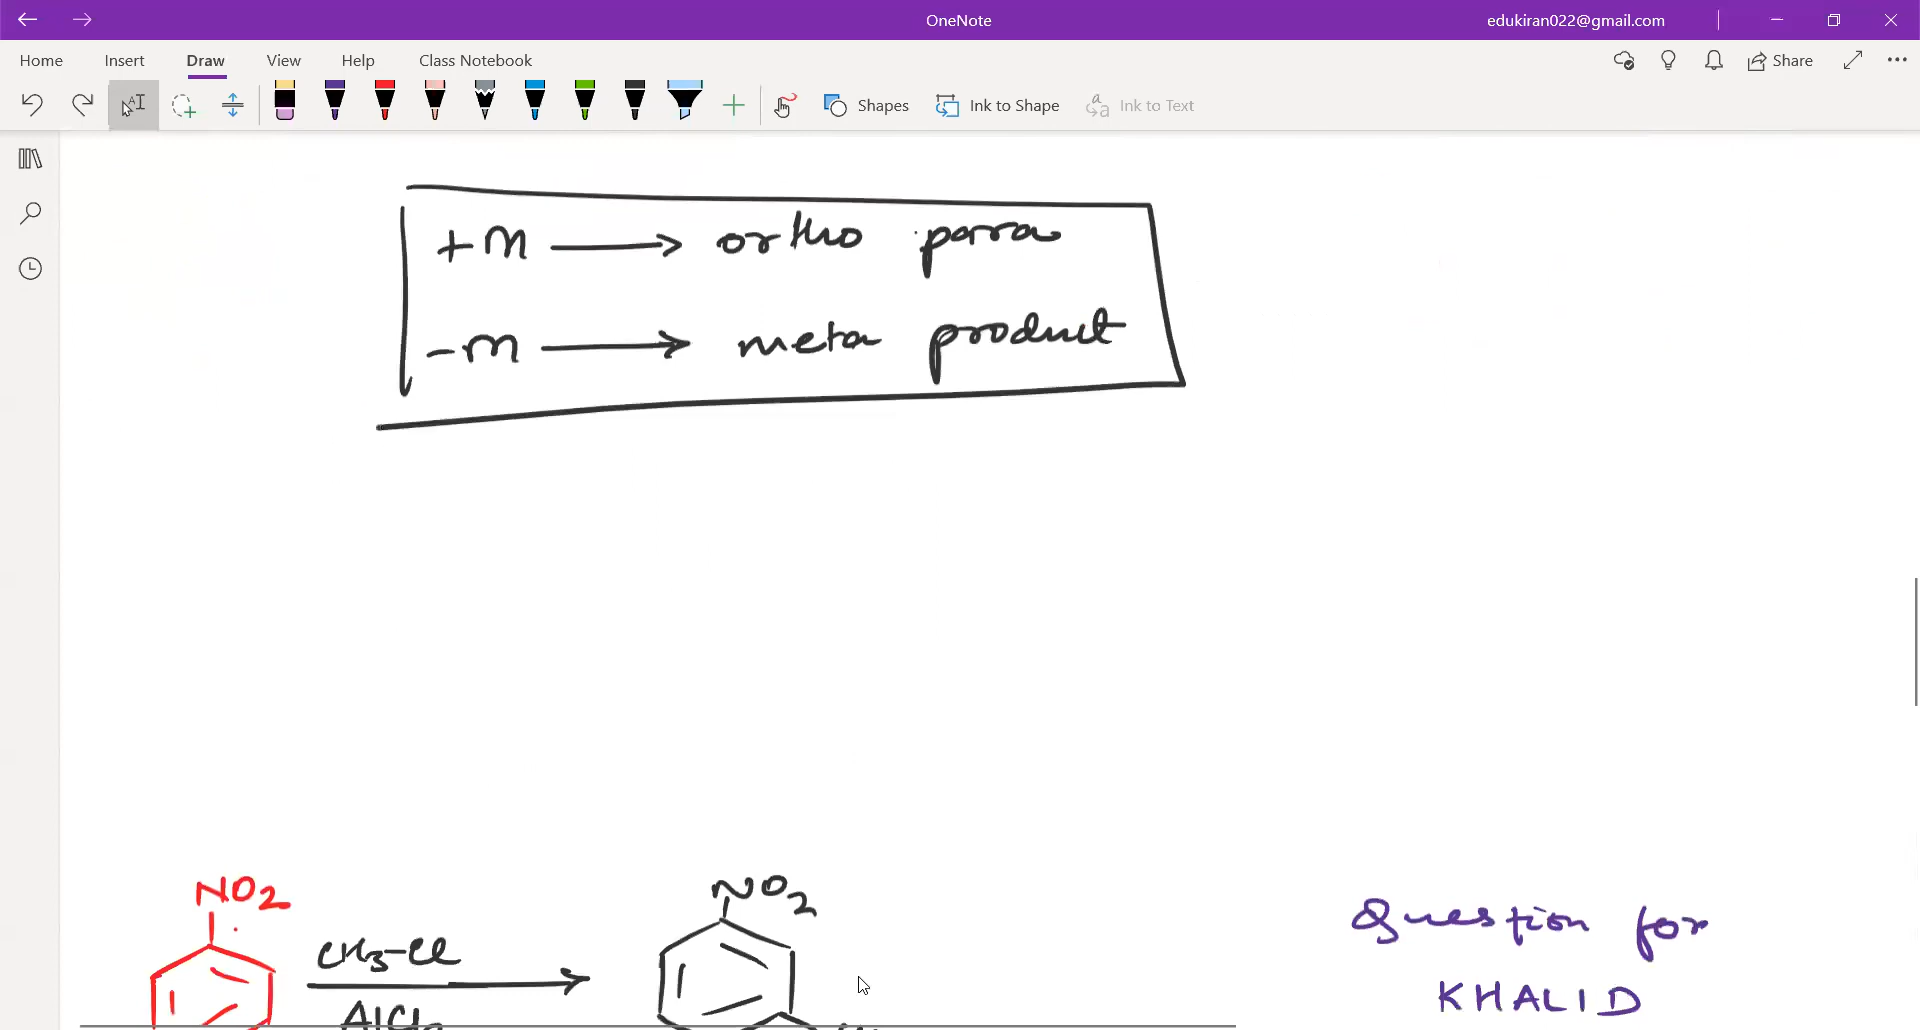 OneNote
edukiran022@gmail.com
Home Insert Draw View Help Class Notebook
Share
Shapes Ink to Shape Ink to Text
+M → ortho para
-M → meta product
NO2
CH3-Cl
NO2
Question for
KHALID